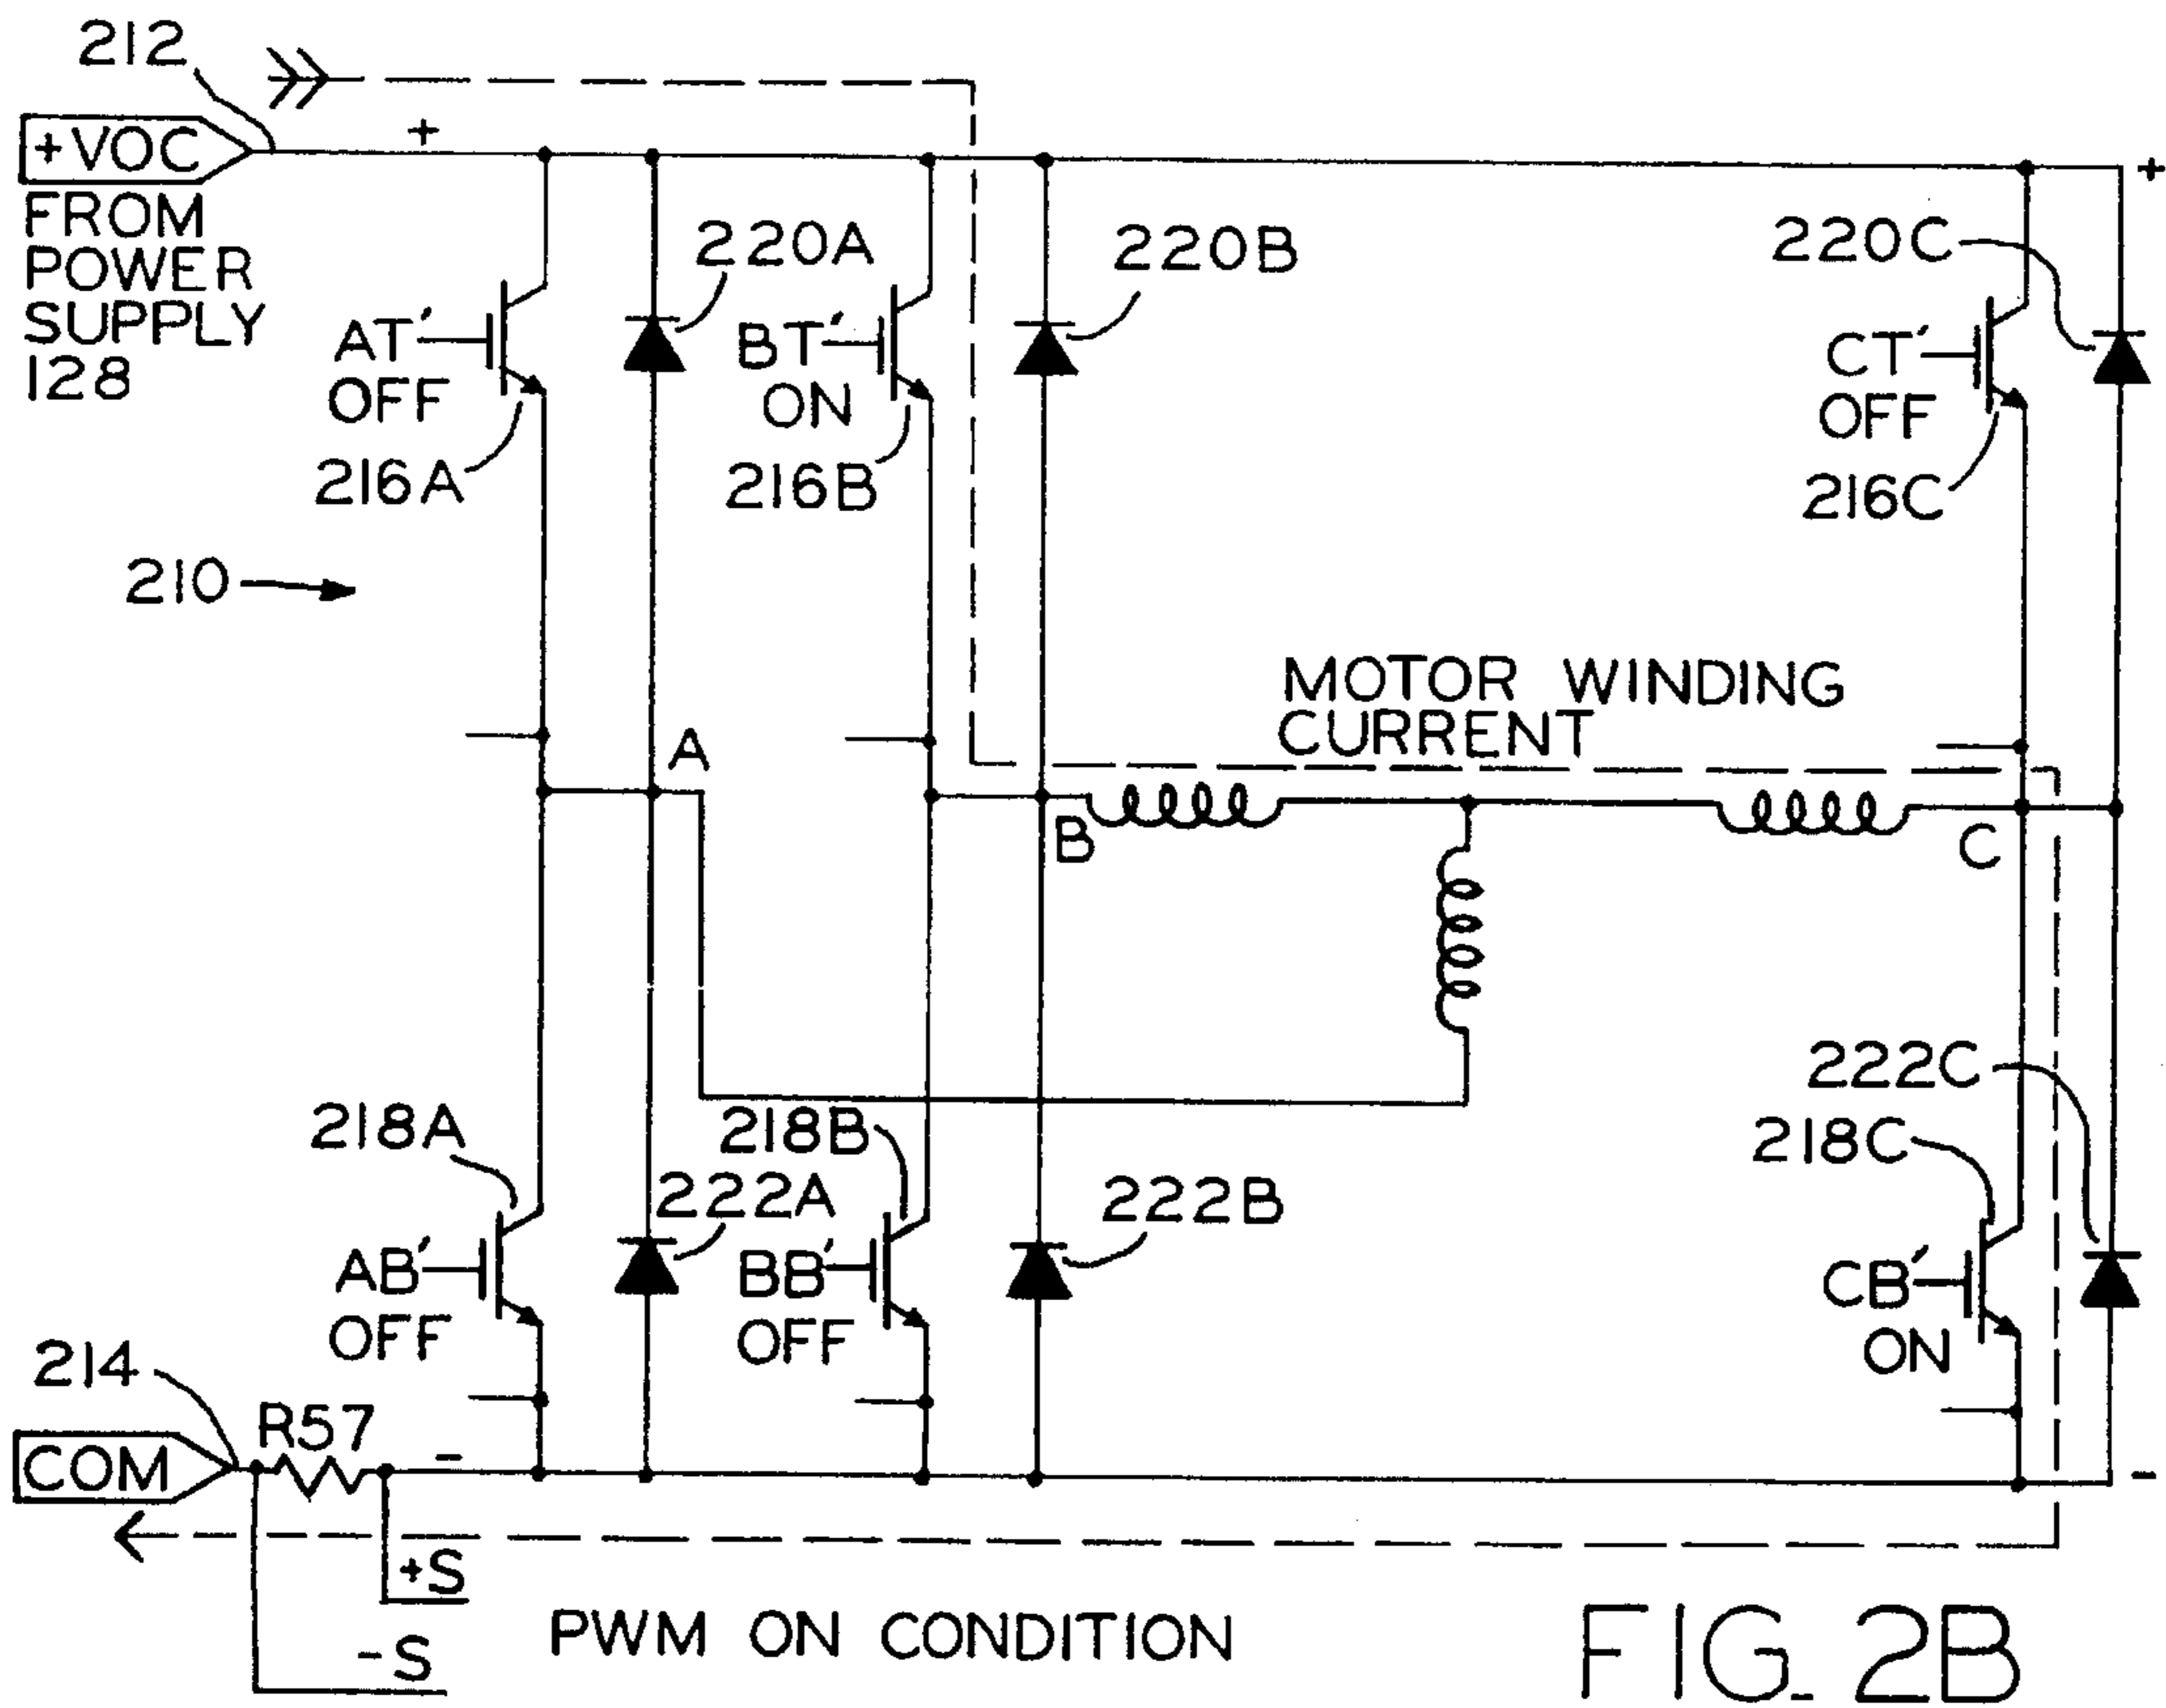 212
+VOC
+
+
FROM
POWER
SUPPLY
128
220A
220B
220C
AT'
OFF
BT'
ON
CT'
OFF
216A
216B
216C
210
MOTOR WINDING
CURRENT
A
B
C
222C
218A
218B
218C
222A
222B
AB'
OFF
BB'
OFF
CB'
ON
214
R57
COM
-
-
+S
-S
PWM ON CONDITION
FIG. 2B